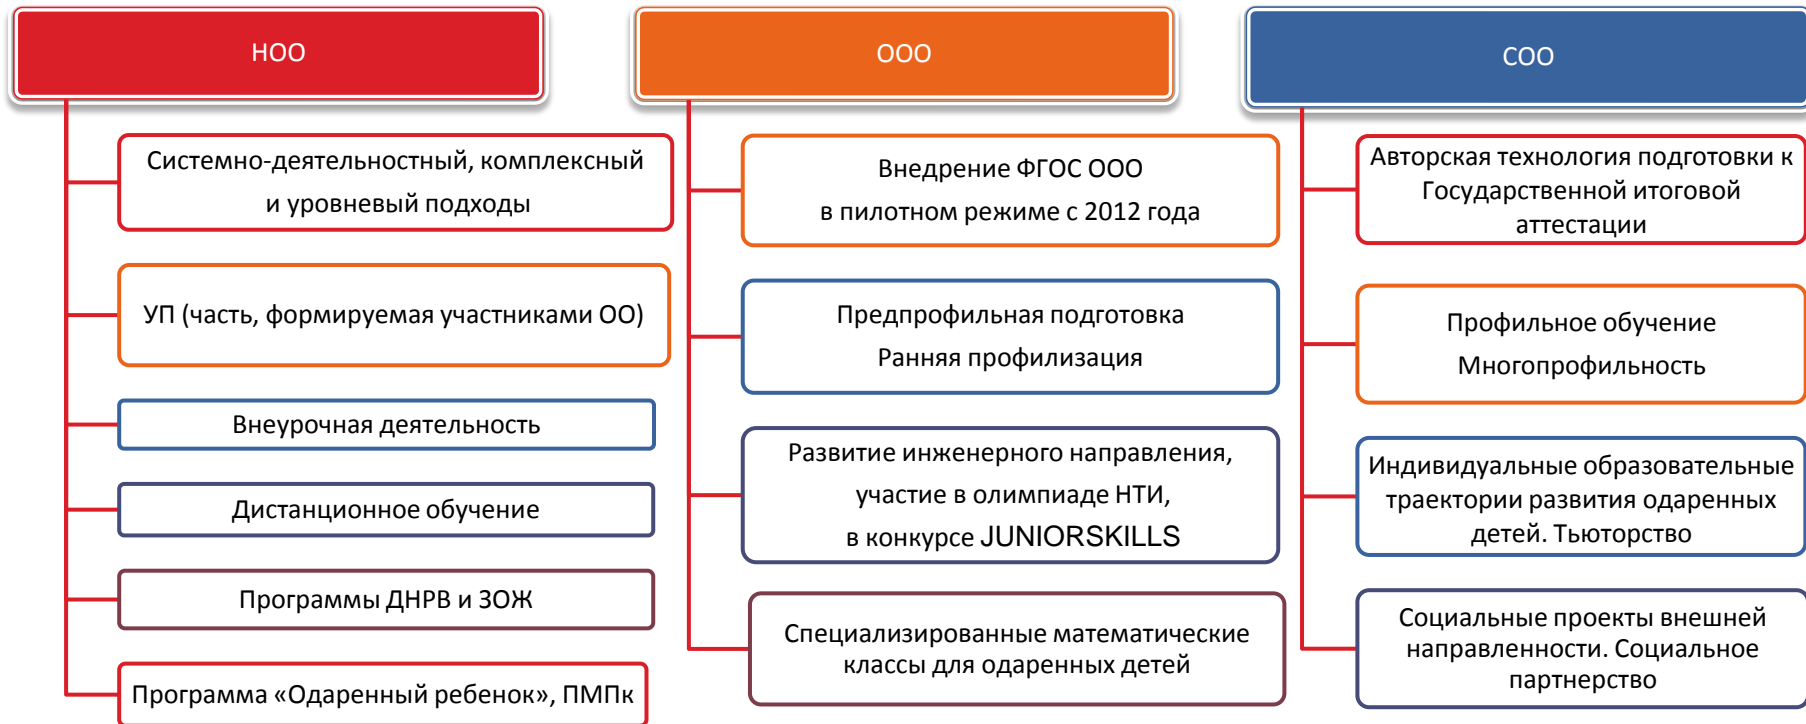 НОО
Системно-деятельностный, комплексный
и уровневый подходы
УП (часть, формируемая участниками ОО)
Внеурочная деятельность
Дистанционное обучение
Программы ДНРВ и ЗОЖ
Программа «Одаренный ребенок», ПМПк
ООО
Внедрение ФГОС ООО
в пилотном режиме с 2012 года
Предпрофильная подготовка
Ранняя профилизация
Развитие инженерного направления,
участие в олимпиаде НТИ,
в конкурсе JUNIORSKILLS
Специализированные математические
классы для одаренных детей
СОО
Авторская технология подготовки к
Государственной итоговой
аттестации
Профильное обучение
Многопрофильность
Индивидуальные образовательные
траектории развития одаренных
детей. Тьюторство
Социальные проекты внешней
направленности. Социальное
партнерство